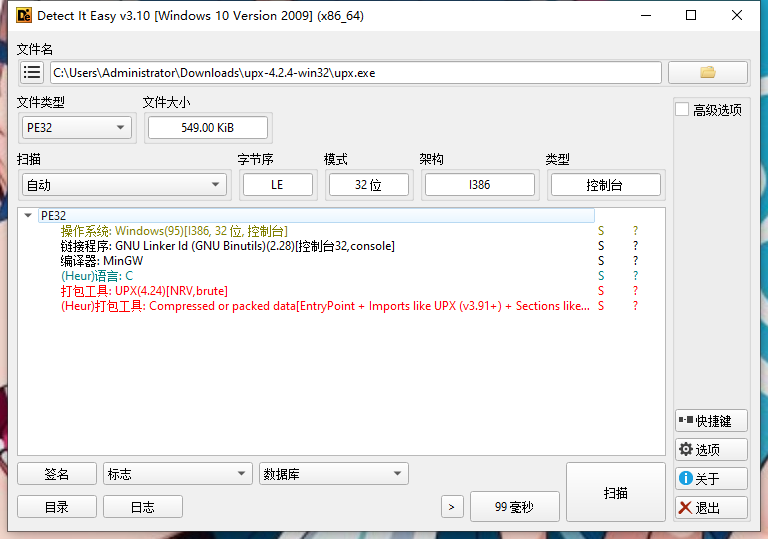 Detect It Easy v3.10 [Windows 10 Version 2009] (x86_64)
文件名
C:\Users\Administrator\Downloads\upx-4.2.4-win32\upx.exe
文件类型 文件大小
高级选项
PE32 549.00 KiB
扫描 字节序 模式 架构 类型
自动 LE 32 位 I386 控制台
PE32
操作系统: Windows(95)[I386, 32 位, 控制台] S ?
链接程序: GNU Linker ld (GNU Binutils)(2.28)[控制台32,console] S ?
编译器: MinGW S ?
(Heur)语言: C S ?
打包工具: UPX(4.24)[NRV,brute] S ?
(Heur)打包工具: Compressed or packed data[EntryPoint + Imports like UPX (v3.91+) + Sections like... S ?
快捷键
选项
签名 标志 数据库
关于
扫描
目录 日志 > 99 毫秒
退出